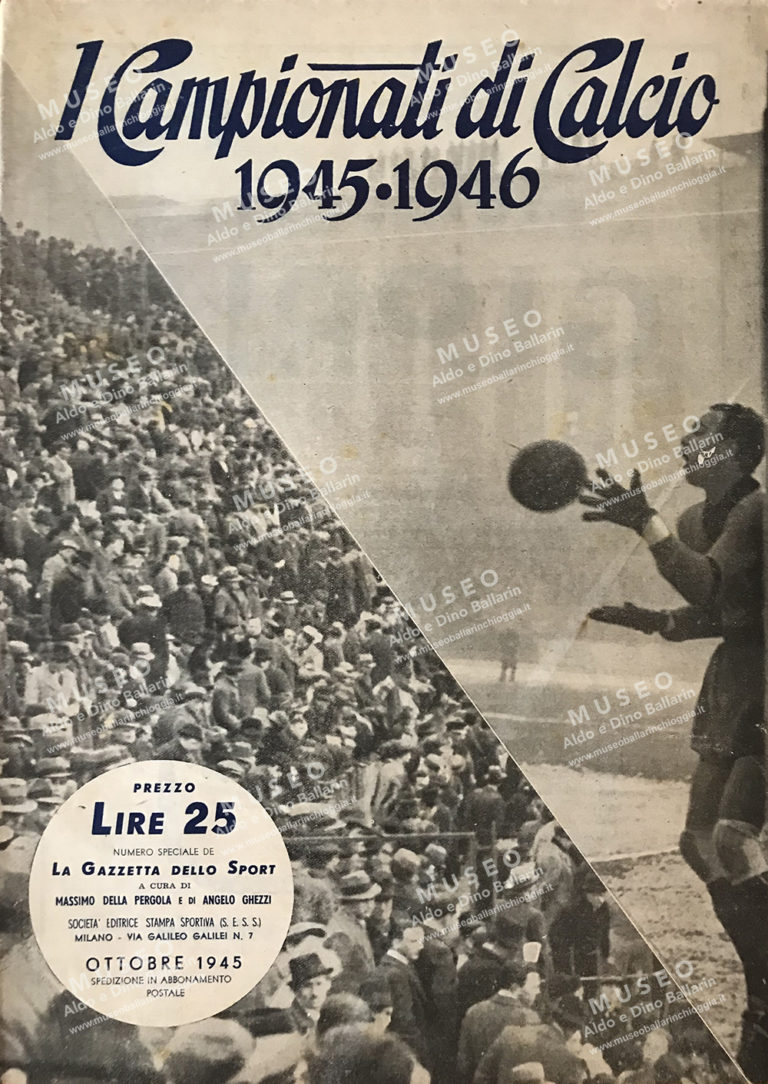 I Campionati di Calcio
1945·1946
PREZZO
LIRE 25
NUMERO SPECIALE DE
LA GAZZETTA DELLO SPORT
A CURA DI
MASSIMO DELLA PERGOLA E DI ANGELO GHEZZI
SOCIETA' EDITRICE STAMPA SPORTIVA (S. E. S. S.)
MILANO - VIA GALILEO GALILEI N. 7
OTTOBRE 1945
SPEDIZIONE IN ABBONAMENTO
POSTALE
MUSEO
Aldo e Dino Ballarin
www.museoballarinchioggia.it